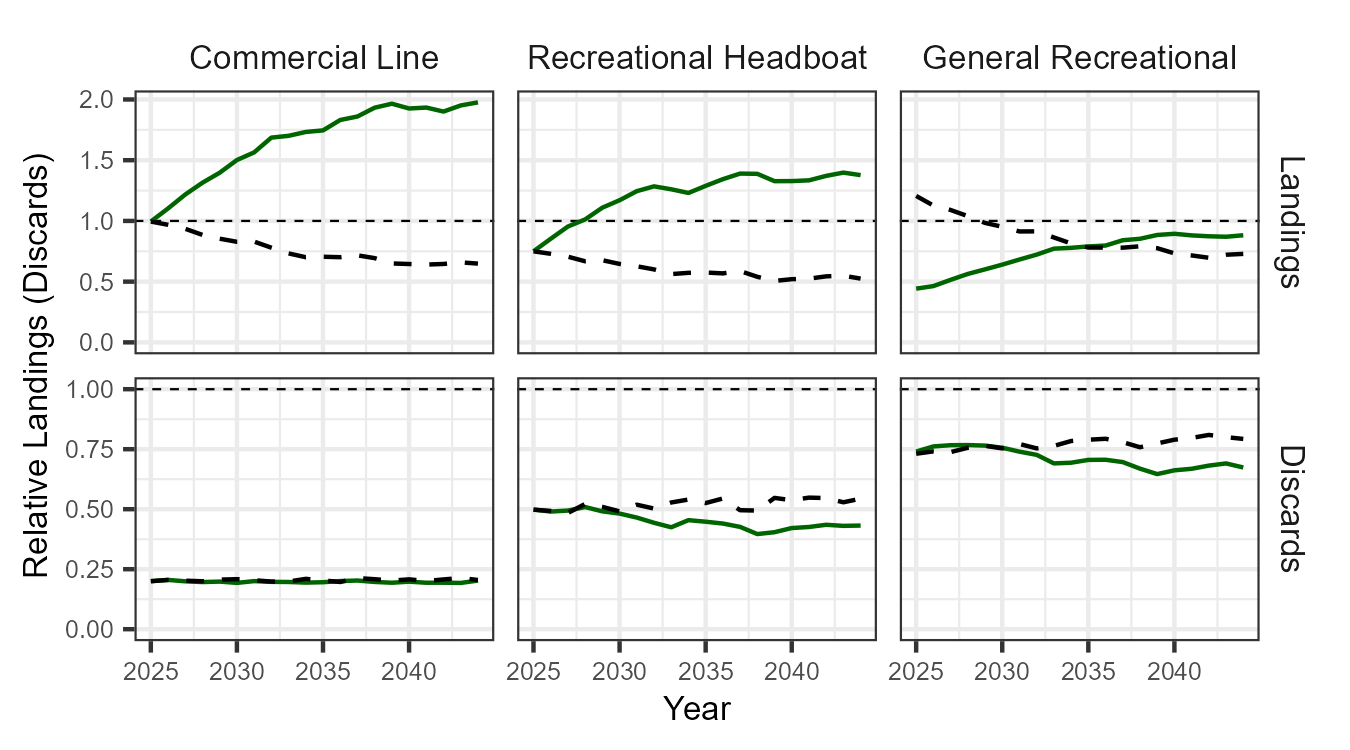 Commercial Line Recreational Headboat General Recreational
Relative Landings (Discards)
2.0
1.5
1.0
0.5
0.0
Landings
1.00
0.75
0.50
0.25
0.00
Discards
2025 2030 2035 2040 2025 2030 2035 2040 2025 2030 2035 2040
Year